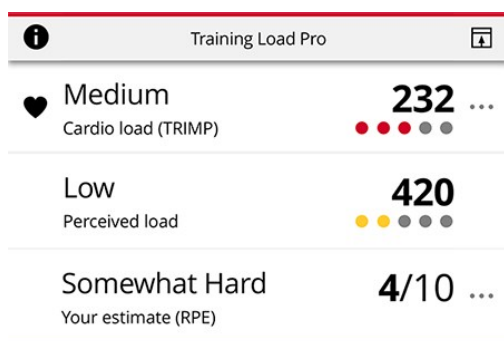 Training Load Pro
Medium 232
Cardio load (TRIMP)
Low 420
Perceived load
Somewhat Hard 4/10
Your estimate (RPE)